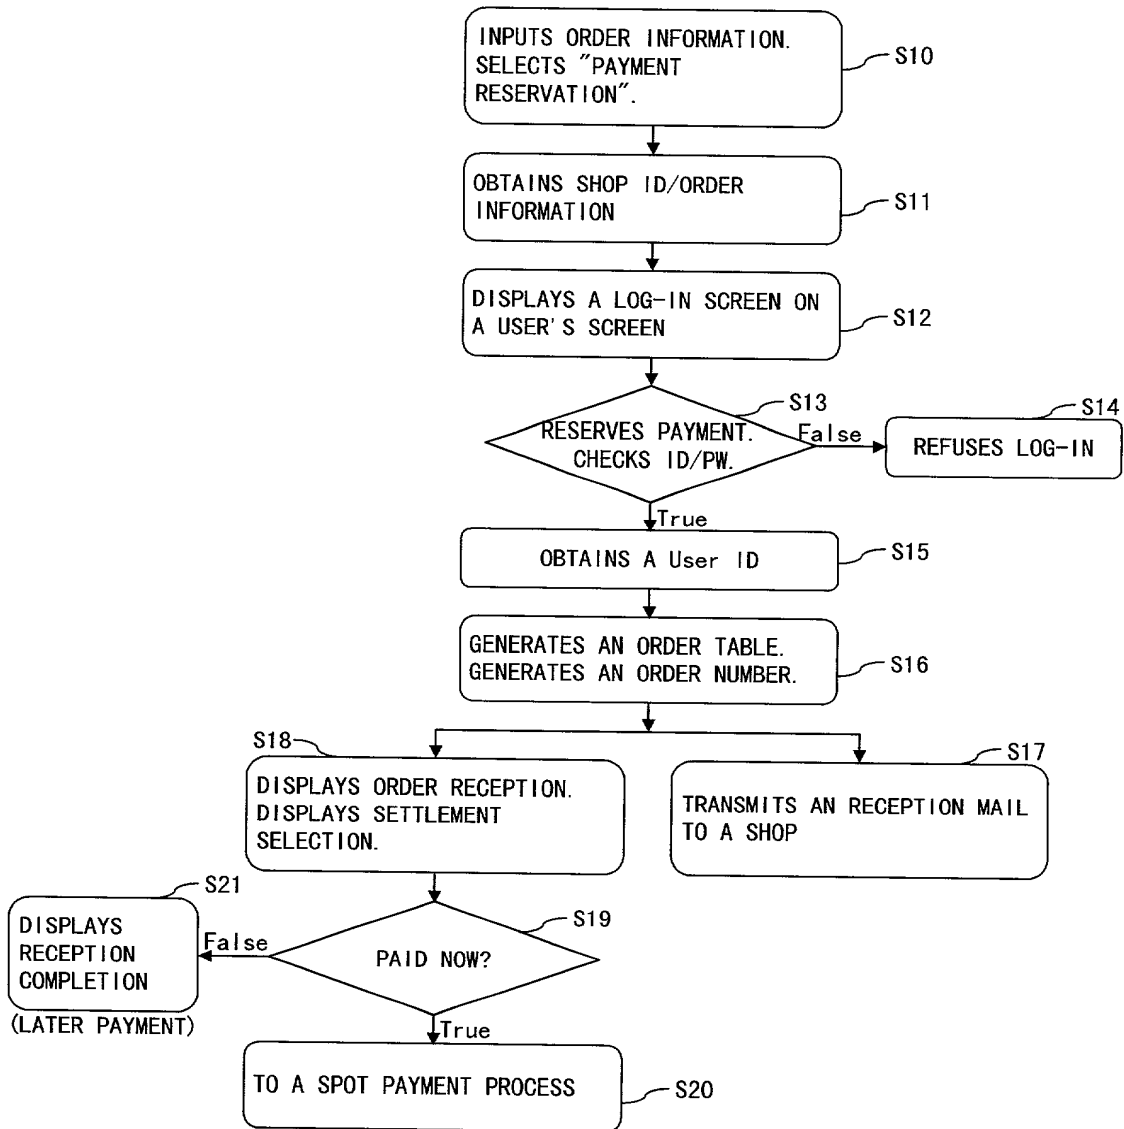 INPUTS ORDER INFORMATION.
SELECTS "PAYMENT
RESERVATION".
S10
OBTAINS SHOP ID/ORDER
INFORMATION
S11
DISPLAYS A LOG-IN SCREEN ON
A USER'S SCREEN
S12
S13
RESERVES PAYMENT.
CHECKS ID/PW.
False
S14
REFUSES LOG-IN
True
OBTAINS A User ID
S15
GENERATES AN ORDER TABLE.
GENERATES AN ORDER NUMBER.
S16
S18
DISPLAYS ORDER RECEPTION.
DISPLAYS SETTLEMENT
SELECTION.
S17
TRANSMITS AN RECEPTION MAIL
TO A SHOP
S21
DISPLAYS
RECEPTION
COMPLETION
(LATER PAYMENT)
False
S19
PAID NOW?
True
TO A SPOT PAYMENT PROCESS
S20